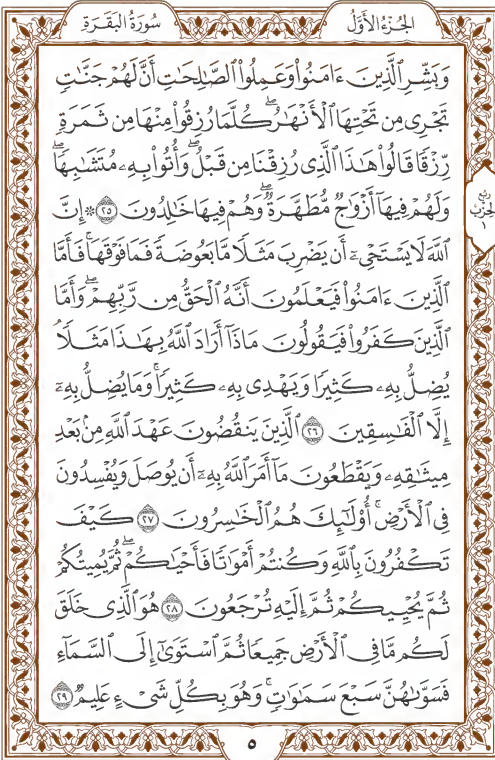 سُورَةُ البَقَرَةِ
الجُزْءُ الأَوَّلُ
وَبَشِّرِ ٱلَّذِينَ ءَامَنُوا۟ وَعَمِلُوا۟ ٱلصَّـٰلِحَـٰتِ أَنَّ لَهُمْ جَنَّـٰتٍ
تَجْرِى مِن تَحْتِهَا ٱلْأَنْهَـٰرُ ۖ كُلَّمَا رُزِقُوا۟ مِنْهَا مِن ثَمَرَةٍ
رِّزْقًا قَالُوا۟ هَـٰذَا ٱلَّذِى رُزِقْنَا مِن قَبْلُ ۖ وَأُتُوا۟ بِهِۦ مُتَشَـٰبِهًا ۖ
وَلَهُمْ فِيهَآ أَزْوَٰجٌ مُّطَهَّرَةٌ ۖ وَهُمْ فِيهَا خَـٰلِدُونَ ٢٥ ۞ إِنَّ
ربع
الحزب
١
ٱللَّهَ لَا يَسْتَحْىِۦٓ أَن يَضْرِبَ مَثَلًا مَّا بَعُوضَةً فَمَا فَوْقَهَا ۚ فَأَمَّا
ٱلَّذِينَ ءَامَنُوا۟ فَيَعْلَمُونَ أَنَّهُ ٱلْحَقُّ مِن رَّبِّهِمْ ۖ وَأَمَّا
ٱلَّذِينَ كَفَرُوا۟ فَيَقُولُونَ مَاذَآ أَرَادَ ٱللَّهُ بِهَـٰذَا مَثَلًا ۘ
يُضِلُّ بِهِۦ كَثِيرًا وَيَهْدِى بِهِۦ كَثِيرًا ۚ وَمَا يُضِلُّ بِهِۦٓ
إِلَّا ٱلْفَـٰسِقِينَ ٢٦ ٱلَّذِينَ يَنقُضُونَ عَهْدَ ٱللَّهِ مِنۢ بَعْدِ
مِيثَـٰقِهِۦ وَيَقْطَعُونَ مَآ أَمَرَ ٱللَّهُ بِهِۦٓ أَن يُوصَلَ وَيُفْسِدُونَ
فِى ٱلْأَرْضِ ۚ أُو۟لَـٰٓئِكَ هُمُ ٱلْخَـٰسِرُونَ ٢٧ كَيْفَ
تَكْفُرُونَ بِٱللَّهِ وَكُنتُمْ أَمْوَٰتًا فَأَحْيَـٰكُمْ ۖ ثُمَّ يُمِيتُكُمْ
ثُمَّ يُحْيِيكُمْ ثُمَّ إِلَيْهِ تُرْجَعُونَ ٢٨ هُوَ ٱلَّذِى خَلَقَ
لَكُم مَّا فِى ٱلْأَرْضِ جَمِيعًا ثُمَّ ٱسْتَوَىٰٓ إِلَى ٱلسَّمَآءِ
فَسَوَّىٰهُنَّ سَبْعَ سَمَـٰوَٰتٍ ۚ وَهُوَ بِكُلِّ شَىْءٍ عَلِيمٌ ٢٩
٥